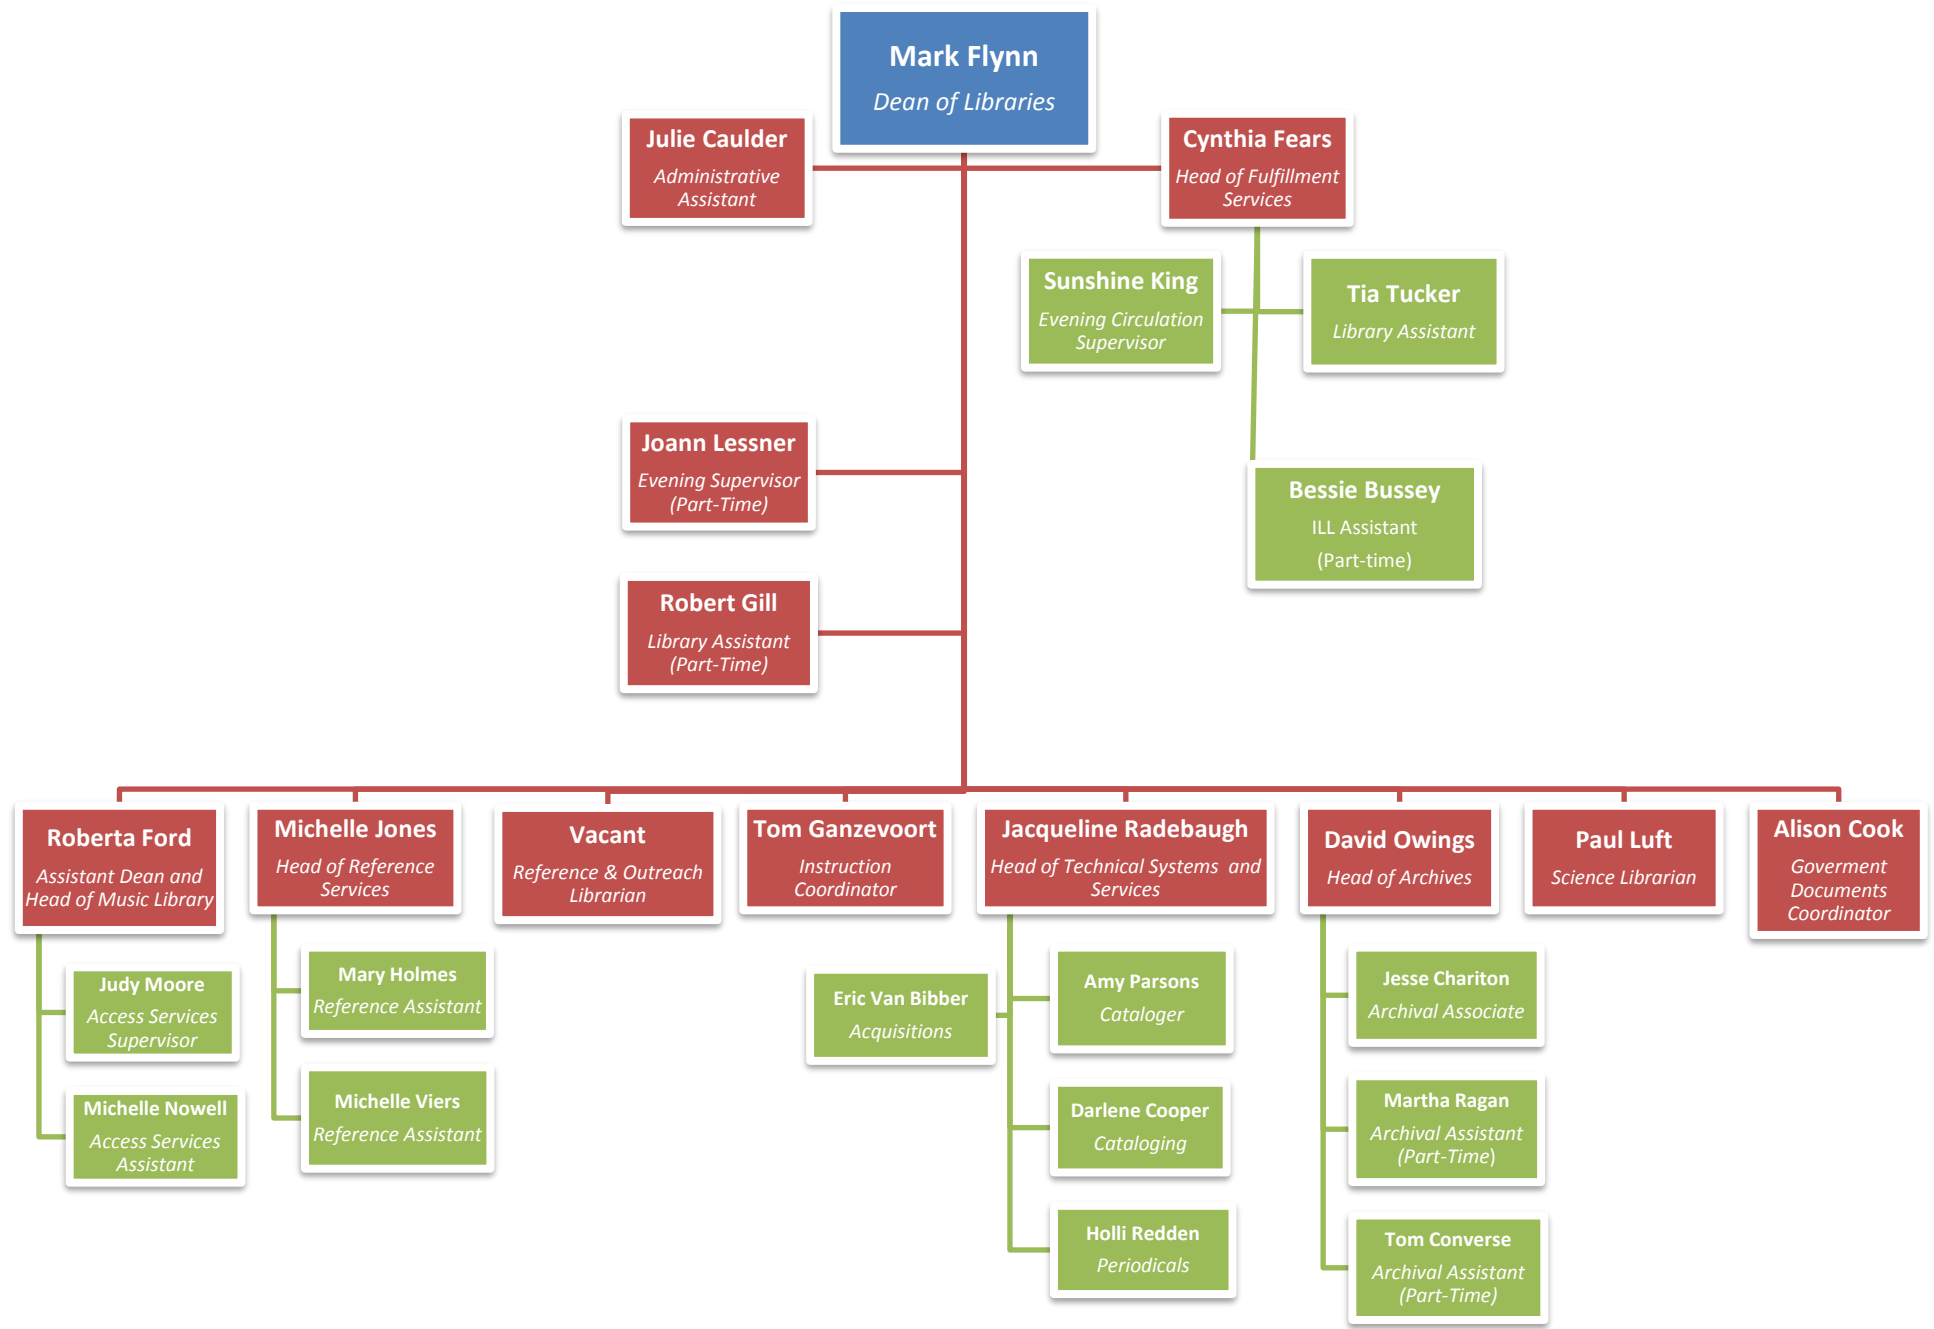 Mark Flynn
Dean of Libraries
Julie Caulder
Administrative
Assistant
Cynthia Fears
Head of Fulfillment
Services
Sunshine King
Evening Circulation
Supervisor
Tia Tucker
Library Assistant
Joann Lessner
Evening Supervisor
(Part-Time)
Bessie Bussey
ILL Assistant
(Part-time)
Robert Gill
Library Assistant
(Part-Time)
Roberta Ford
Assistant Dean and
Head of Music Library
Michelle Jones
Head of Reference
Services
Vacant
Reference & Outreach
Librarian
Tom Ganzevoort
Instruction
Coordinator
Jacqueline Radebaugh
Head of Technical Systems and
Services
David Owings
Head of Archives
Paul Luft
Science Librarian
Alison Cook
Goverment
Documents
Coordinator
Judy Moore
Access Services
Supervisor
Michelle Nowell
Access Services
Assistant
Mary Holmes
Reference Assistant
Michelle Viers
Reference Assistant
Eric Van Bibber
Acquisitions
Amy Parsons
Cataloger
Darlene Cooper
Cataloging
Holli Redden
Periodicals
Jesse Chariton
Archival Associate
Martha Ragan
Archival Assistant
(Part-Time)
Tom Converse
Archival Assistant
(Part-Time)